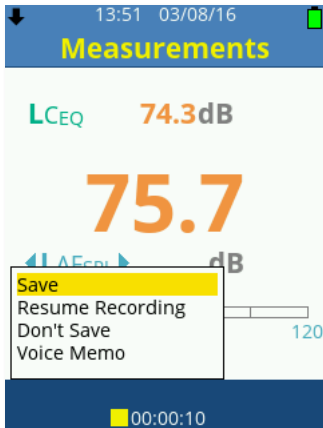 13:51 03/08/16
Measurements
LCEQ 74.3dB
75.7
LAFSPL dB
Save
Resume Recording
Don't Save
Voice Memo
120
00:00:10